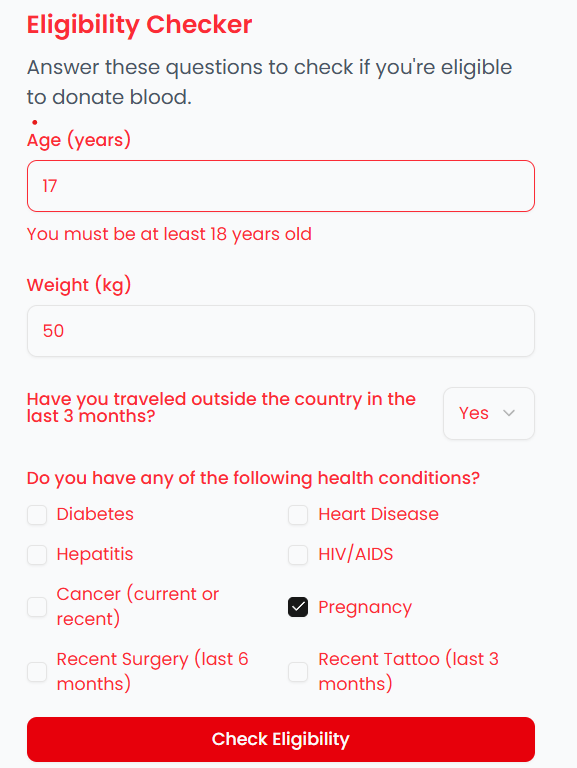 Eligibility Checker
Answer these questions to check if you're eligible
to donate blood.
Age (years)
17
You must be at least 18 years old
Weight (kg)
50
Have you traveled outside the country in the
last 3 months?
Yes
Do you have any of the following health conditions?
Diabetes
Heart Disease
Hepatitis
HIV/AIDS
Cancer (current or
recent)
Pregnancy
Recent Surgery (last 6
months)
Recent Tattoo (last 3
months)
Check Eligibility